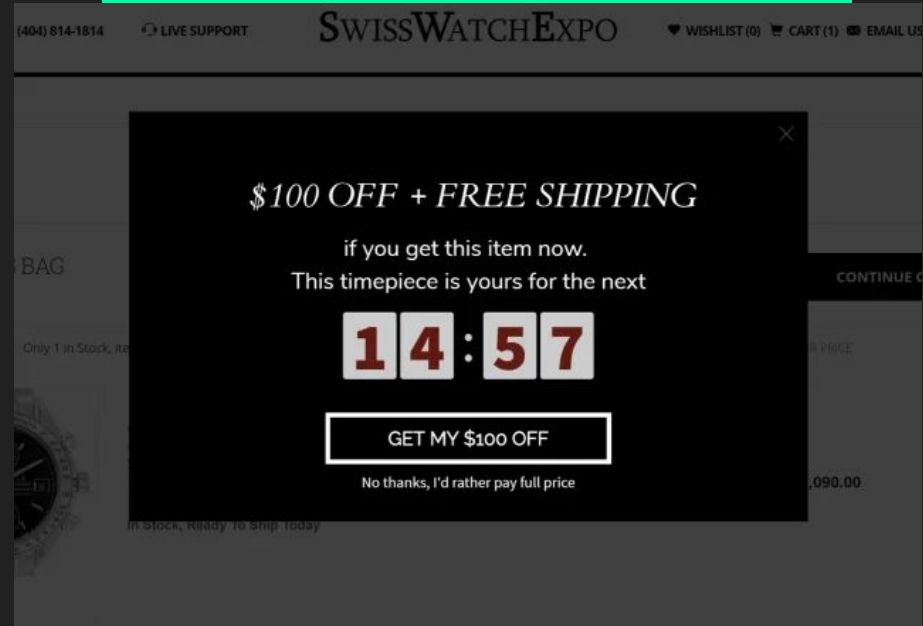 (404) 814-1814 LIVE SUPPORT SWISSWATCHEXPO WISHLIST (0) CART (1) EMAIL US
$100 OFF + FREE SHIPPING
if you get this item now.
BAG
This timepiece is yours for the next
CONTINUE
14:57
Only 1 in Stock, PRICE
GET MY $100 OFF
No thanks, I'd rather pay full price
,090.00
In Stock, Ready To Ship Today